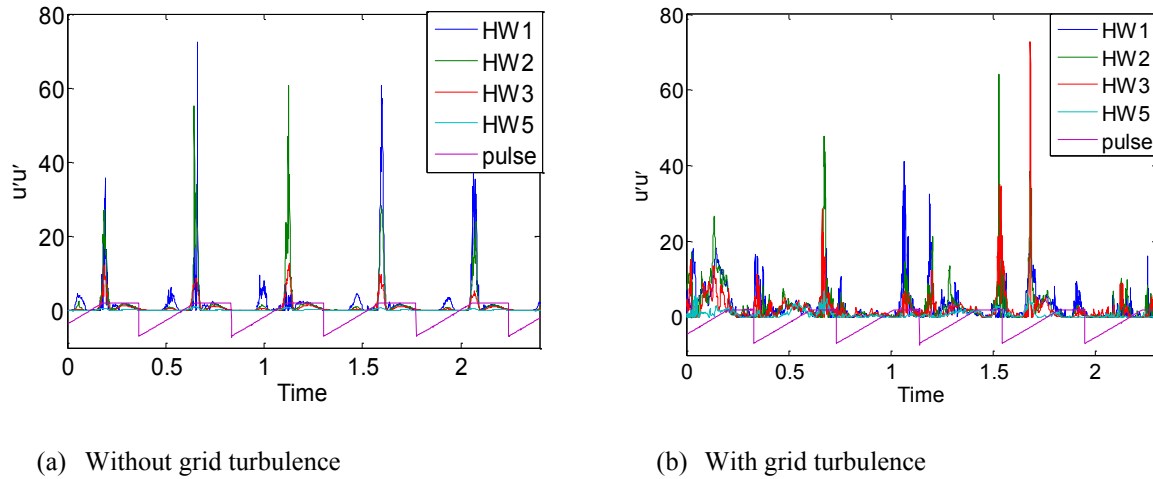 80
60
40
20
0
u'u'
0
0.5
1
1.5
2
Time
HW1
HW2
HW3
HW5
pulse
(a) Without grid turbulence
80
60
40
20
0
u'u'
0
0.5
1
1.5
2
Time
HW1
HW2
HW3
HW5
pulse
(b) With grid turbulence